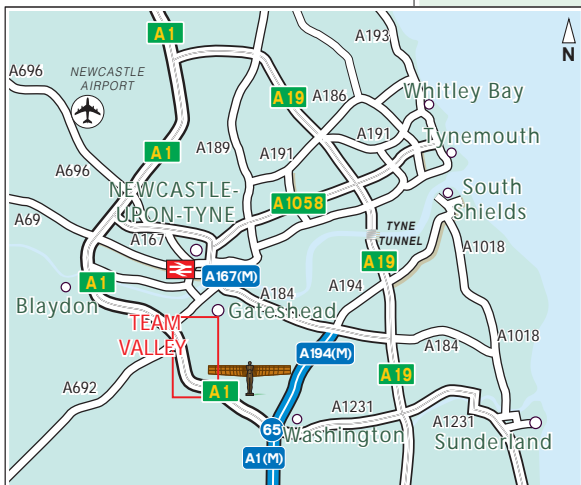 A1
A193
N
A696
NEWCASTLE
AIRPORT
A19
A186
Whitley Bay
A1
A189
A191
A191
Tynemouth
A696
NEWCASTLE-
UPON-TYNE
A1058
South
Shields
A69
A167
TYNE
TUNNEL
A1018
A167(M)
A19
A1
A184
A194
Blaydon
Gateshead
TEAM
VALLEY
A194(M)
A184
A1018
A692
A1
A19
A1231
A1231
65
Washington
Sunderland
A1(M)